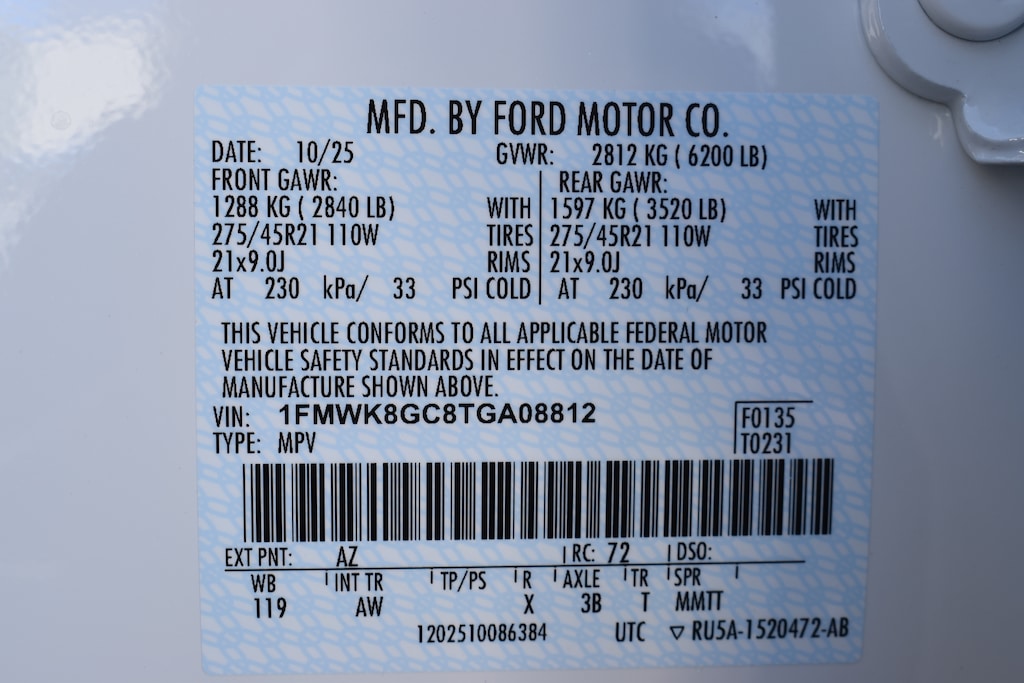 MFD. BY FORD MOTOR CO.
DATE: 10/25 GVWR: 2812 KG ( 6200 LB)
FRONT GAWR: REAR GAWR:
1288 KG ( 2840 LB) WITH 1597 KG ( 3520 LB) WITH
275/45R21 110W TIRES 275/45R21 110W TIRES
21x9.0J RIMS 21x9.0J RIMS
AT 230 kPa/ 33 PSI COLD AT 230 kPa/ 33 PSI COLD
THIS VEHICLE CONFORMS TO ALL APPLICABLE FEDERAL MOTOR
VEHICLE SAFETY STANDARDS IN EFFECT ON THE DATE OF
MANUFACTURE SHOWN ABOVE.
VIN: 1FMWK8GC8TGA08812 F0135
TYPE: MPV T0231
EXT PNT: AZ RC: 72 DSO:
WB INT TR TP/PS R AXLE TR SPR
119 AW X 3B T MMTT
1202510086384 UTC ▽ RU5A-1520472-AB